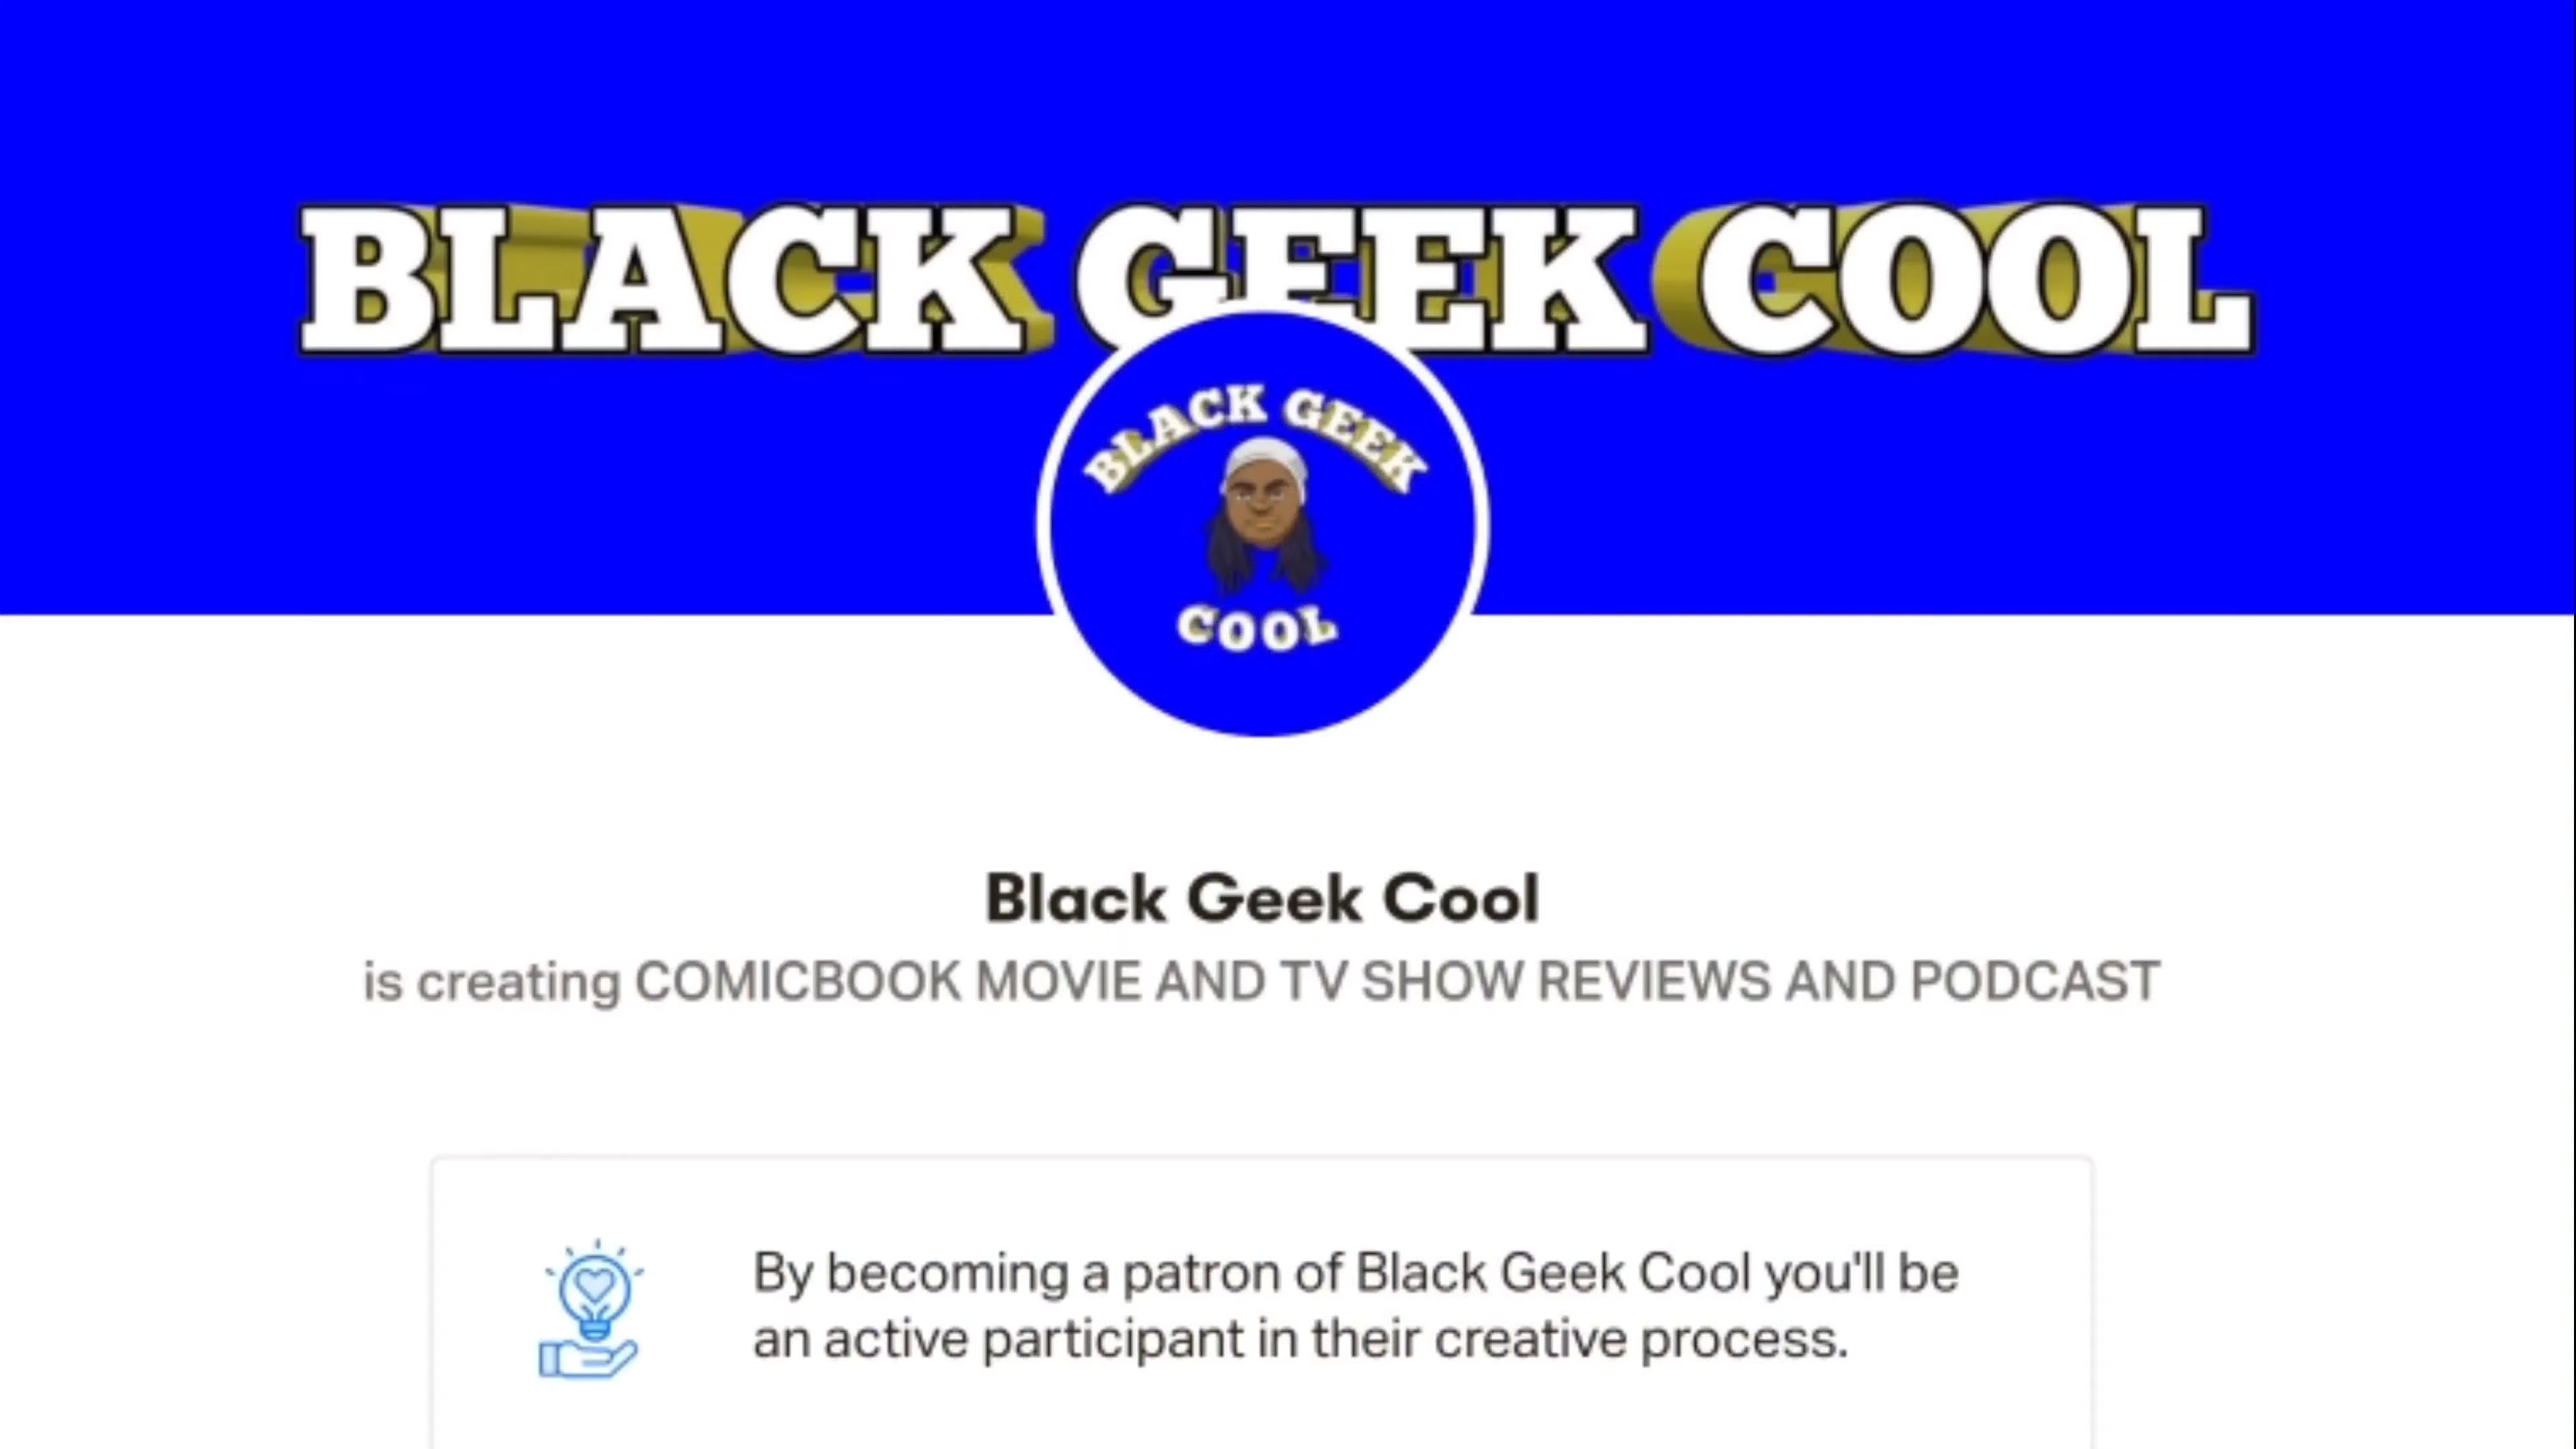 BLACK GEEK COOL
BLACK GEEK
COOL
Black Geek Cool
is creating COMICBOOK MOVIE AND TV SHOW REVIEWS AND PODCAST
By becoming a patron of Black Geek Cool you'll be
an active participant in their creative process.